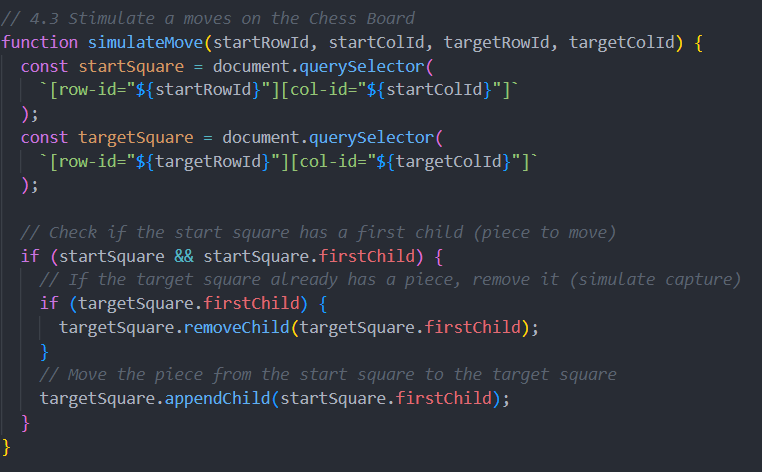 // 4.3 Stimulate a moves on the Chess Board
function simulateMove(startRowId, startColId, targetRowId, targetColId) {
  const startSquare = document.querySelector(
    `[row-id="${startRowId}"][col-id="${startColId}"]`
  );
  const targetSquare = document.querySelector(
    `[row-id="${targetRowId}"][col-id="${targetColId}"]`
  );

  // Check if the start square has a first child (piece to move)
  if (startSquare && startSquare.firstChild) {
    // If the target square already has a piece, remove it (simulate capture)
    if (targetSquare.firstChild) {
      targetSquare.removeChild(targetSquare.firstChild);
    }
    // Move the piece from the start square to the target square
    targetSquare.appendChild(startSquare.firstChild);
  }
}